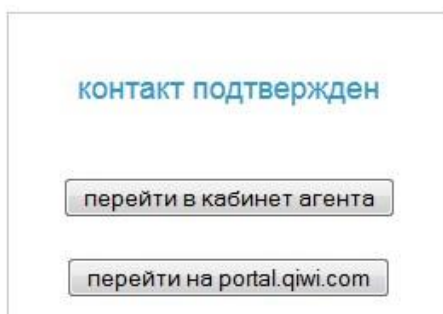 контакт подтвержден
перейти в кабинет агента
перейти на portal.qiwi.com